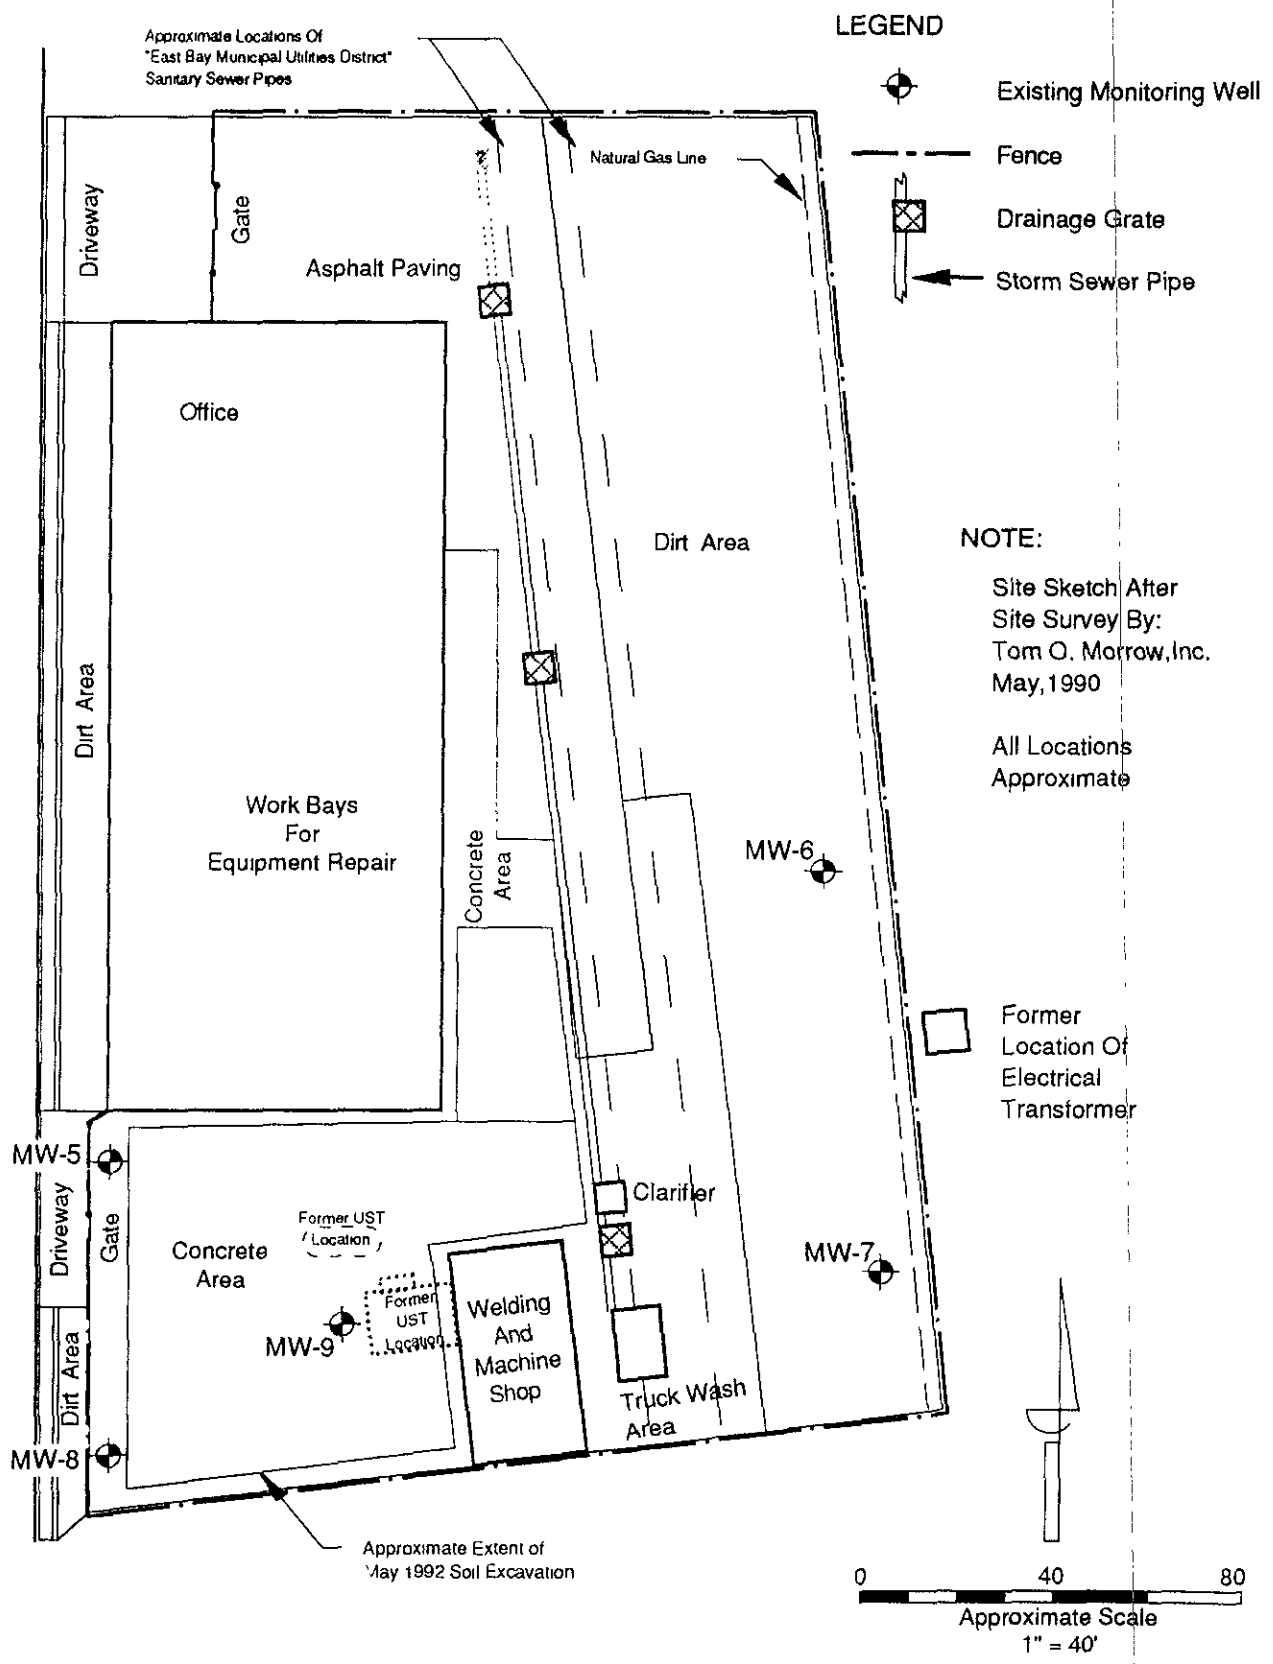 Approximate Locations Of
"East Bay Municipal Utilities District"
Sanitary Sewer Pipes
LEGEND
Existing Monitoring Well
Fence
Drainage Grate
Storm Sewer Pipe
Natural Gas Line
Driveway
Gate
Asphalt Paving
Office
Dirt Area
Dirt Area
NOTE:
Site Sketch After
Site Survey By:
Tom O. Morrow,Inc.
May,1990
All Locations
Approximate
Work Bays
For
Equipment Repair
Concrete
Area
MW-6
Former
Location Of
Electrical
Transformer
MW-5
Driveway
Gate
Clarifier
Former UST
Location
Concrete
Area
MW-7
Former
UST
Location
MW-9
Welding
And
Machine
Shop
Truck Wash
Area
Dirt Area
MW-8
Approximate Extent of
May 1992 Soil Excavation
0 40 80
Approximate Scale
1" = 40'